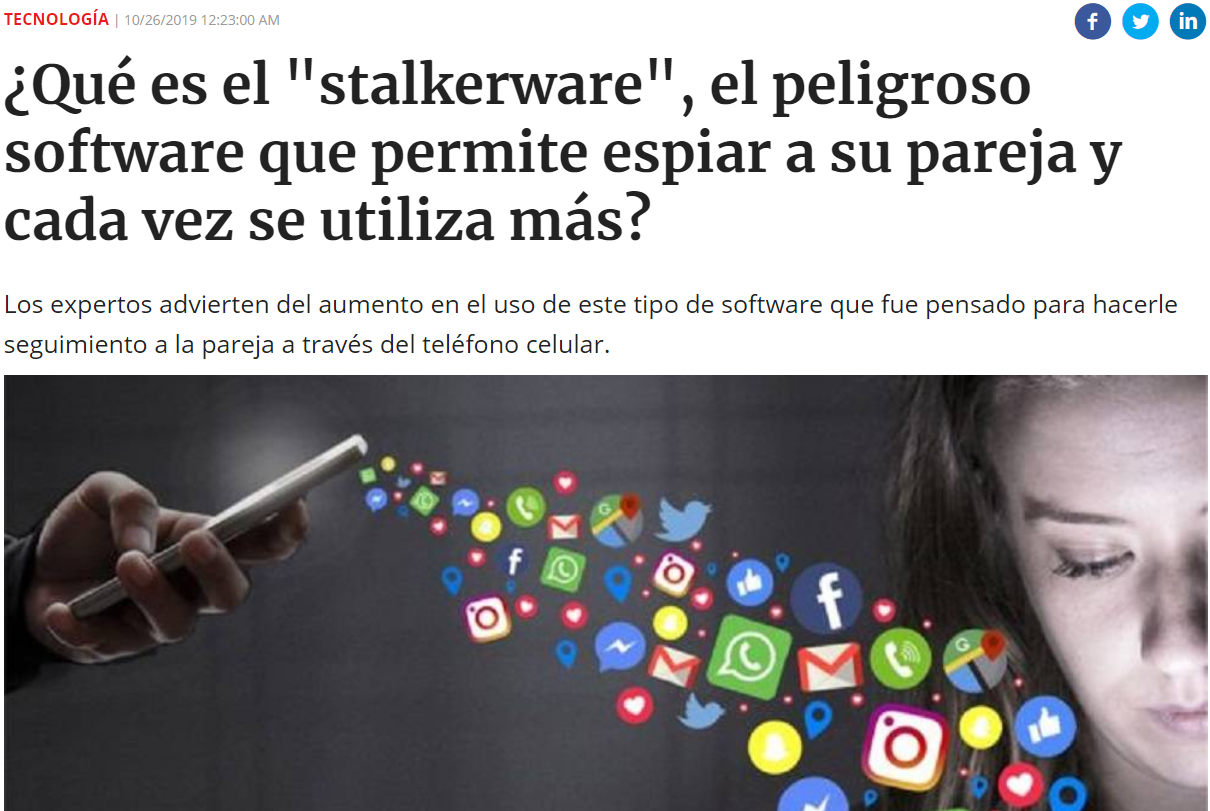 TECNOLOGÍA | 10/26/2019 12:23:00 AM
¿Qué es el "stalkerware", el peligroso
software que permite espiar a su pareja y
cada vez se utiliza más?
Los expertos advierten del aumento en el uso de este tipo de software que fue pensado para hacerle
seguimiento a la pareja a través del teléfono celular.